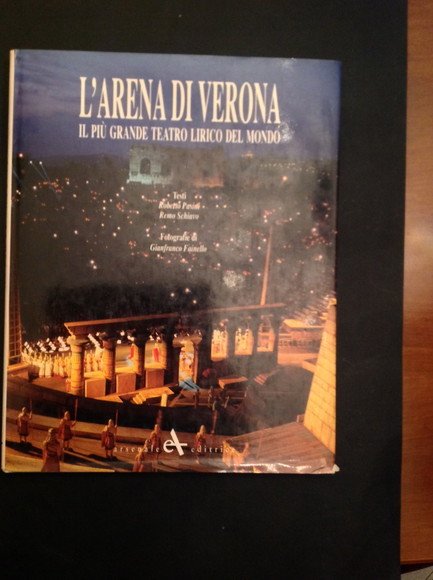 L'ARENA DI VERONA
IL PIÙ GRANDE TEATRO LIRICO DEL MONDO
Testi
Roberto Pasini
Remo Schiavo
Fotografie di
Gianfranco Fainello
arsenale eA editrice